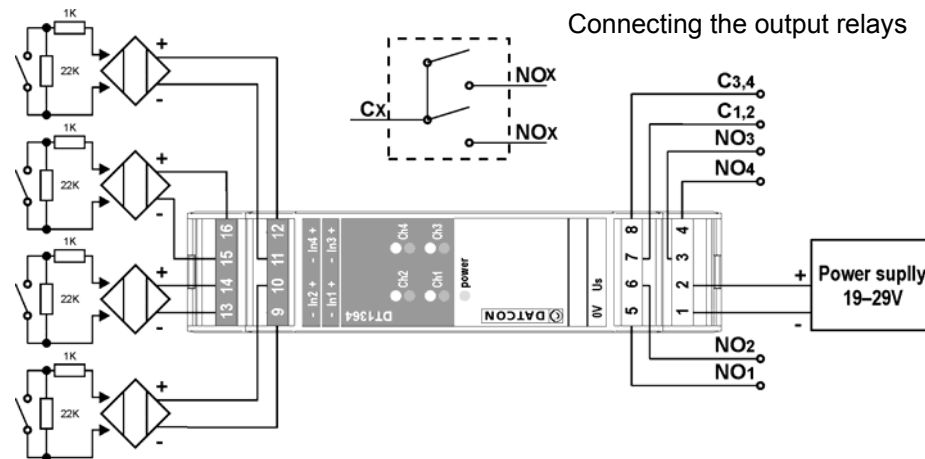 Connecting the output relays
1K
22K
+
-
1K
22K
+
-
1K
22K
+
-
1K
22K
+
-
CX
NOX
NOX
C3,4
C1,2
NO3
NO4
16
15
14
13
12
11
10
9
- In4 +
- In3 +
- In2 +
- In1 +
Ch4
Ch3
Ch2
Ch1
power
DT1364
DATCON
0V Us
8
7
6
5
4
3
2
1
+
-
Power suplly
19–29V
NO2
NO1